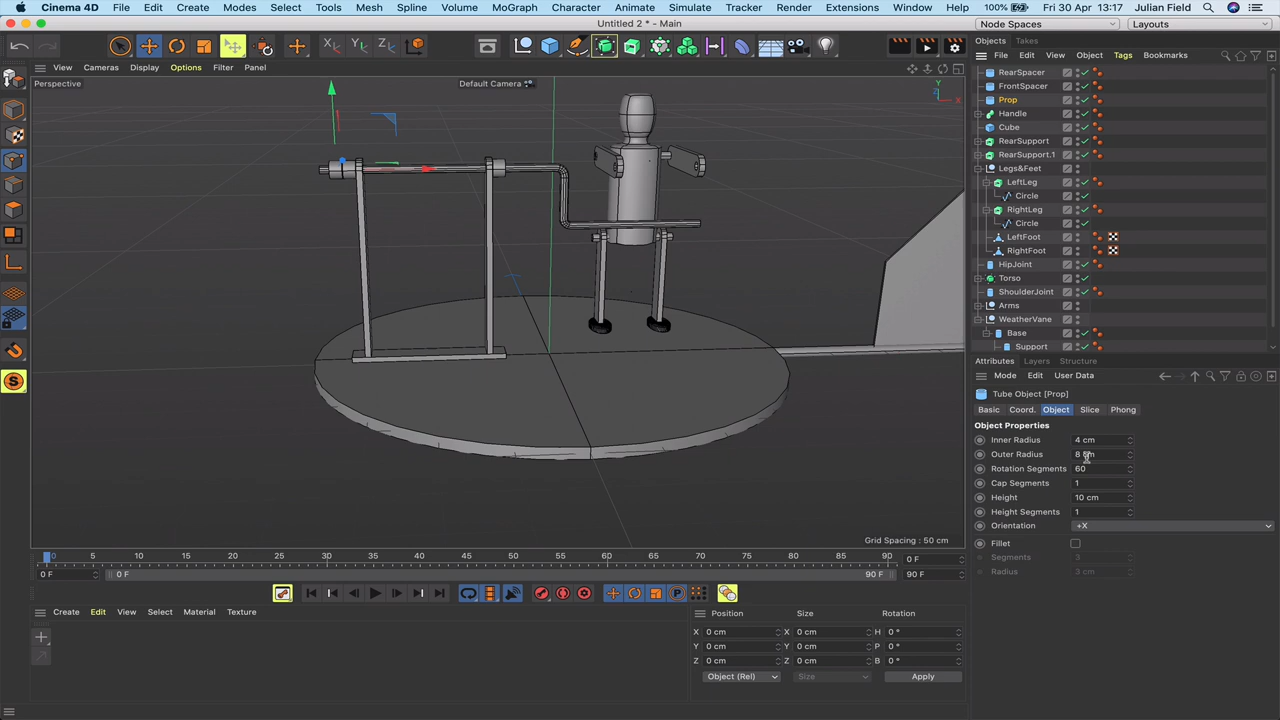 Cinema 4D File Edit Create Modes Select Tools Mesh Spline Volume MoGraph Character Animate Simulate Tracker Render Extensions Window Help 100% Fri 30 Apr 13:17 Julian Field
Untitled 2 * - Main
Node Spaces Layouts
Objects Takes
File Edit View Object Tags Bookmarks
View Cameras Display Options Filter Panel
Perspective
Default Camera
Y
X
Z
RearSpacer
FrontSpacer
Prop
Handle
Cube
RearSupport
RearSupport.1
Legs&Feet
LeftLeg
Circle
RightLeg
Circle
LeftFoot
RightFoot
HipJoint
Torso
ShoulderJoint
Arms
WeatherVane
Base
Support
Attributes Layers Structure
Mode Edit User Data
Tube Object [Prop]
Basic Coord. Object Slice Phong
Object Properties
Inner Radius 4 cm
Outer Radius 8 cm
Rotation Segments 60
Cap Segments 1
Height 10 cm
Height Segments 1
Orientation +X
Fillet
Segments 3
Radius 3 cm
Grid Spacing : 50 cm
0 5 10 15 20 25 30 35 40 45 50 55 60 65 70 75 80 85 90 0 F
0 F 0 F 90 F 90 F
Create Edit View Select Material Texture
Position Size Rotation
X 0 cm X 0 cm H 0 °
Y 0 cm Y 0 cm P 0 °
Z 0 cm Z 0 cm B 0 °
Object (Rel) Size Apply